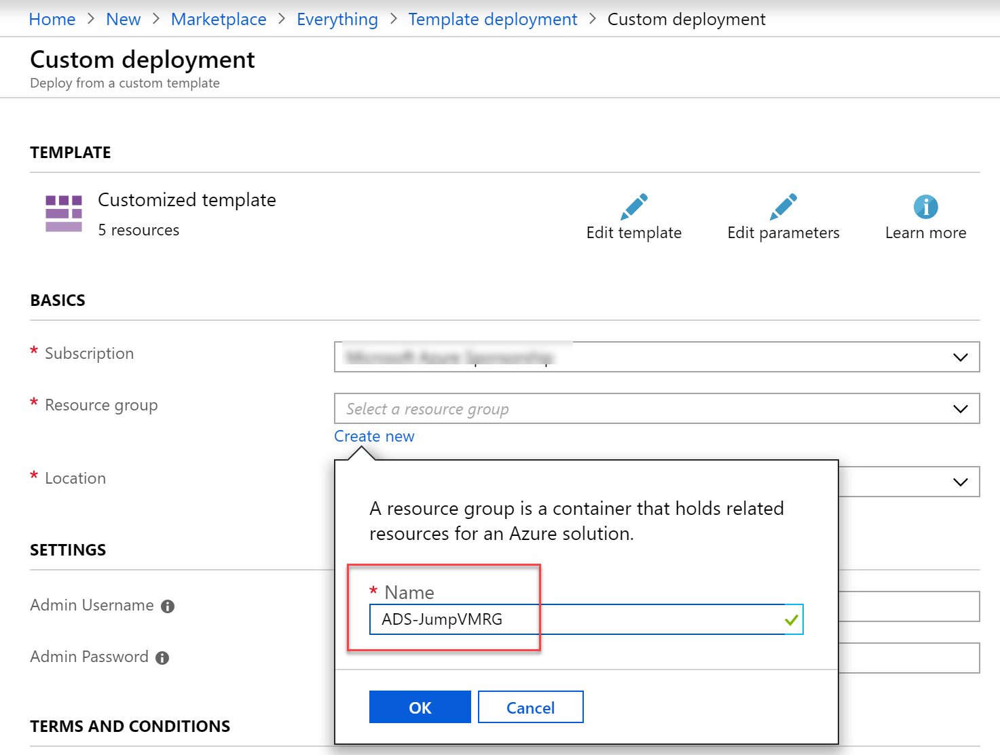 Home > New > Marketplace > Everything > Template deployment > Custom deployment
Custom deployment
Deploy from a custom template
TEMPLATE
Customized template
5 resources
Edit template
Edit parameters
Learn more
BASICS
* Subscription
Microsoft Azure Sponsorship
* Resource group
Select a resource group
Create new
* Location
A resource group is a container that holds related
resources for an Azure solution.
* Name
ADS-JumpVMRG
OK
Cancel
SETTINGS
Admin Username
Admin Password
TERMS AND CONDITIONS